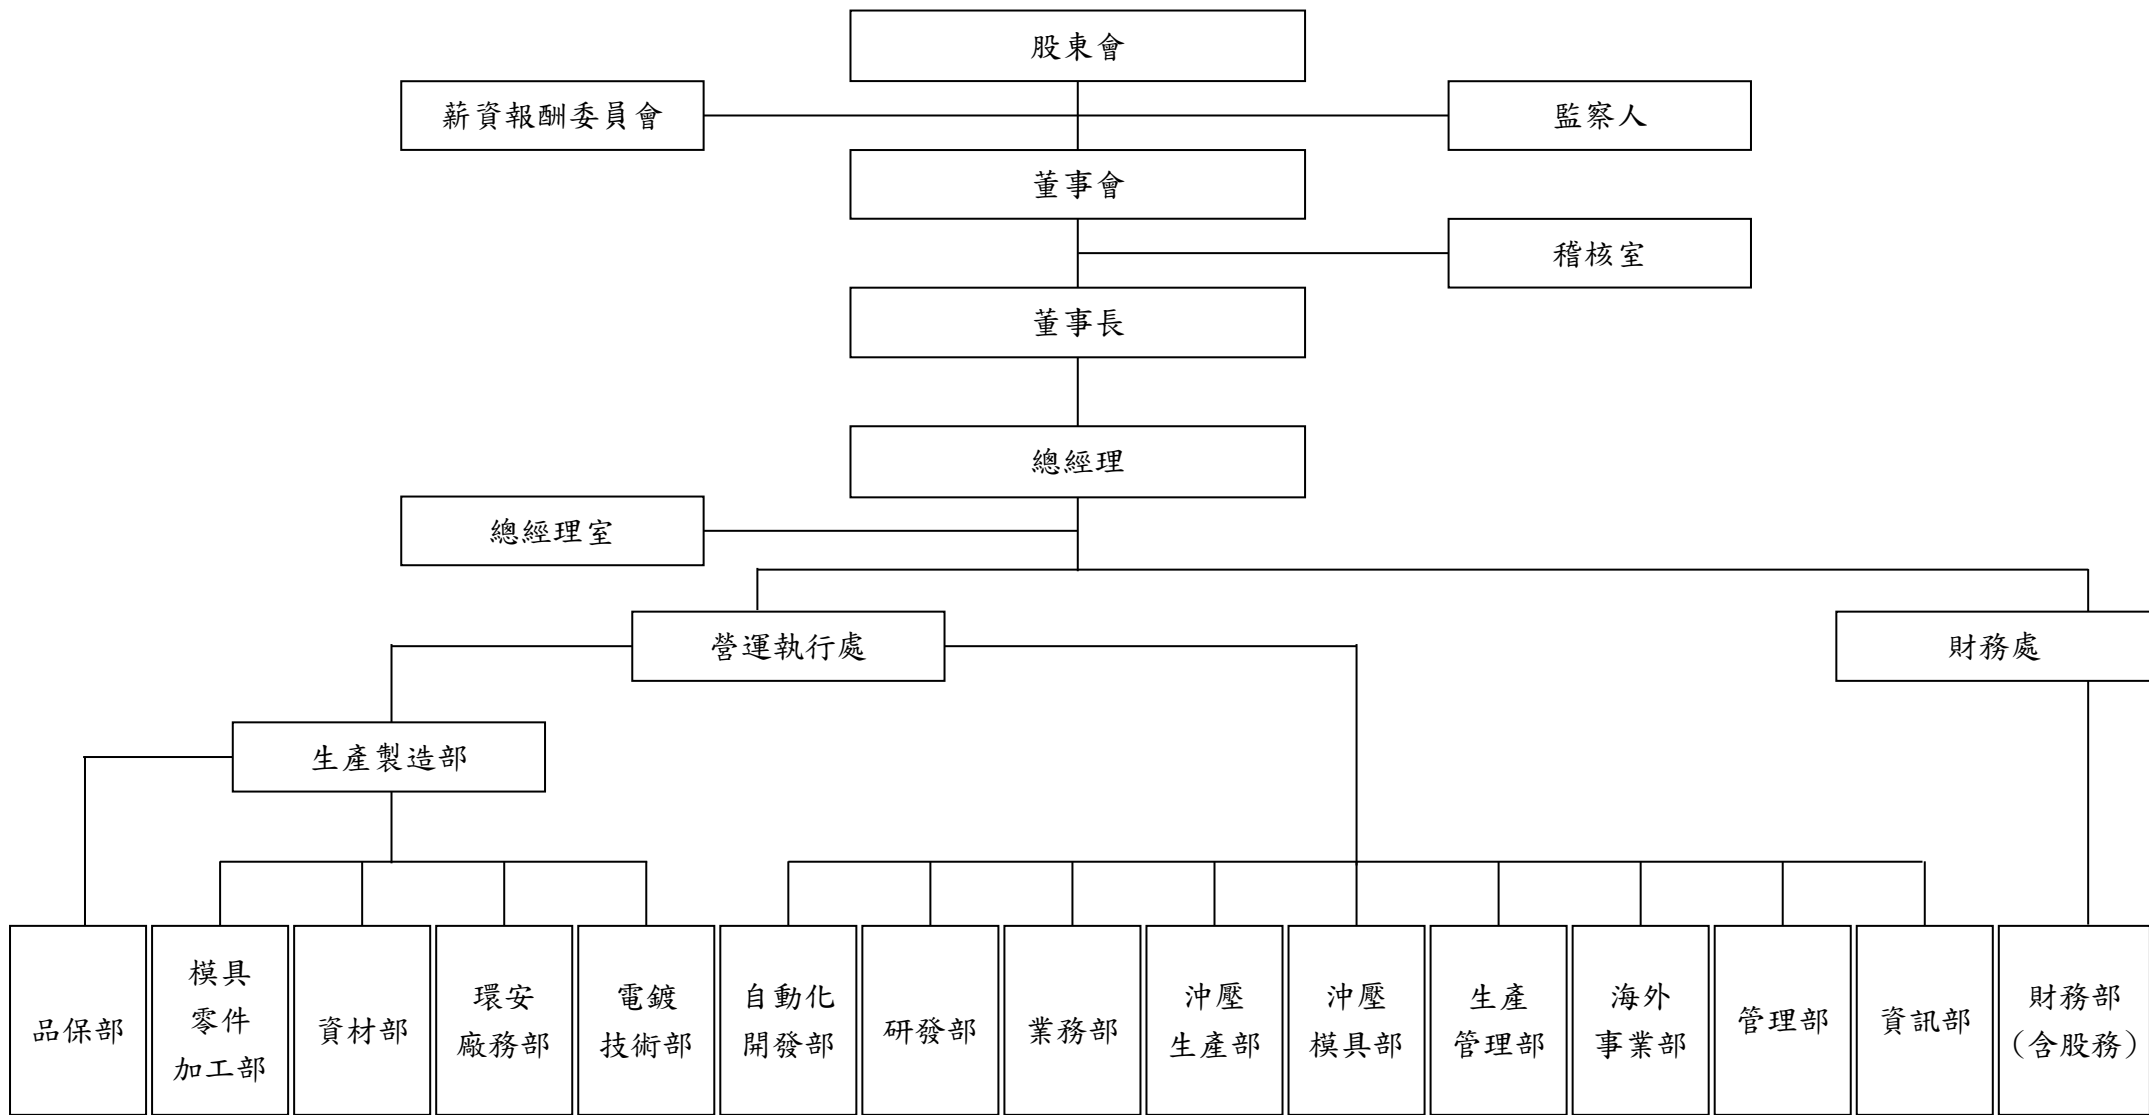 股東會
薪資報酬委員會
監察人
董事會
稽核室
董事長
總經理
總經理室
營運執行處
財務處
生產製造部
品保部
模具
零件
加工部
資材部
環安
廠務部
電鍍
技術部
自動化
開發部
研發部
業務部
沖壓
生產部
沖壓
模具部
生產
管理部
海外
事業部
管理部
資訊部
財務部
(含股務)